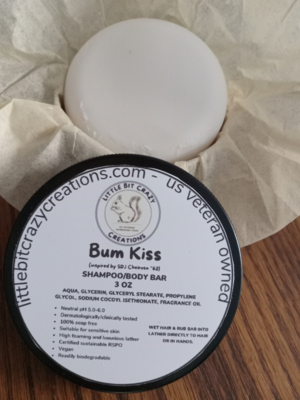 littlebitcrazycreations.com - us veteran owned
LITTLE BIT CRAZY
CREATIONS
Bum Kiss
(inspired by SDJ Cheirosa '62)
SHAMPOO/BODY BAR
3 OZ
AQUA, GLYCERIN, GLYCERYL STEARATE, PROPYLENE
GLYCOL, SODIUM COCOYL ISETHIONATE, FRAGRANCE OIL
• Neutral pH 5.0-6.0
• Dermatologically/clinically tested
• 100% soap free
• Suitable for sensitive skin
• High foaming and luxurious lather
• Certified sustainable RSPO
• Vegan
• Readily biodegradable
WET HAIR & RUB BAR INTO
LATHER DIRECTLY TO HAIR
OR IN HANDS.